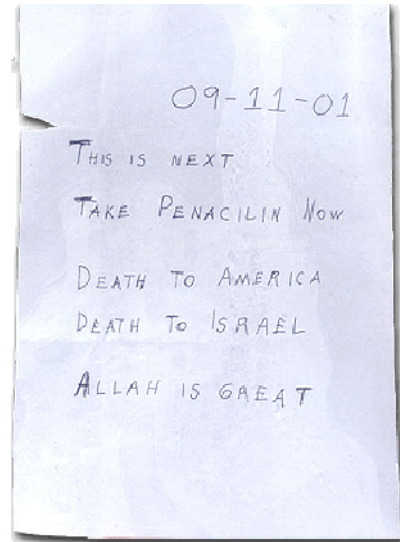 09-11-01
THIS IS NEXT
TAKE PENACILIN NOW
DEATH TO AMERICA
DEATH TO ISRAEL
ALLAH IS GREAT